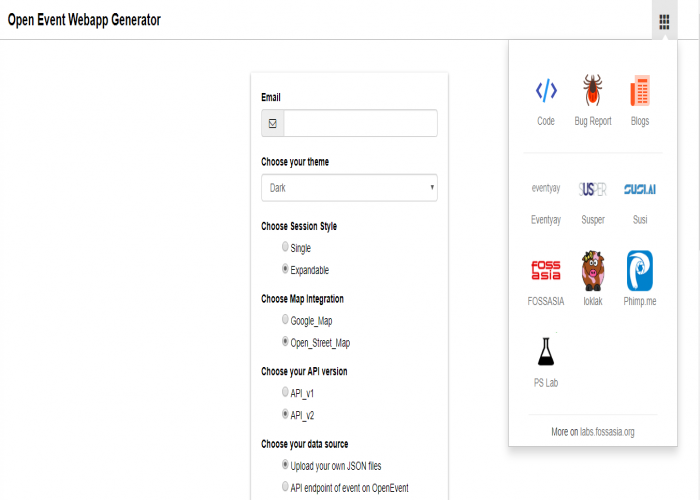 Open Event Webapp Generator
Email
Choose your theme
Dark
Choose Session Style
Single
Expandable
Choose Map Integration
Google_Map
Open_Street_Map
Choose your API version
API_v1
API_v2
Choose your data source
Upload your own JSON files
API endpoint of event on OpenEvent
Code Bug Report Blogs
eventyay SUSPER SUSI.AI
Eventyay Susper Susi
FOSS
ASIA
FOSSASIA loklak Phimp.me
PS Lab
More on labs.fossasia.org